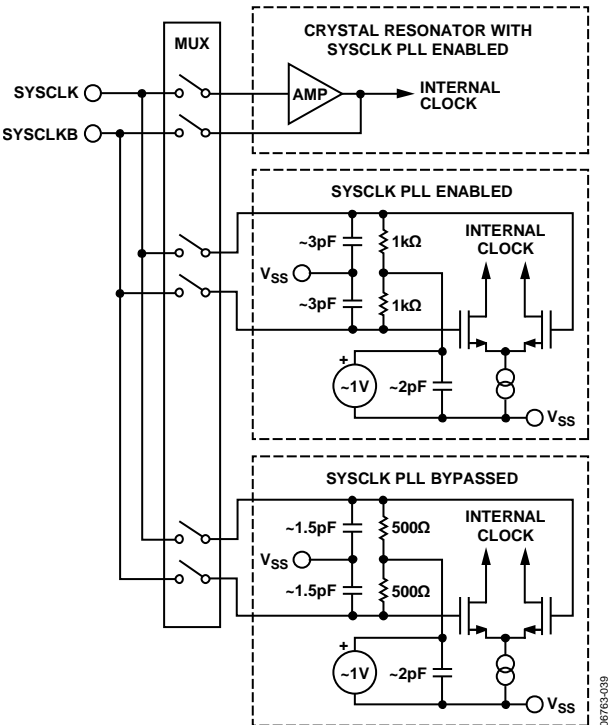 CRYSTAL RESONATOR WITH
SYSCLK PLL ENABLED
MUX
SYSCLK
AMP
INTERNAL
CLOCK
SYSCLKB
SYSCLK PLL ENABLED
~3pF
1kΩ
INTERNAL
CLOCK
VSS
~3pF
1kΩ
+
~1V
~2pF
VSS
SYSCLK PLL BYPASSED
~1.5pF
500Ω
INTERNAL
CLOCK
VSS
~1.5pF
500Ω
+
~1V
~2pF
VSS
06763-039